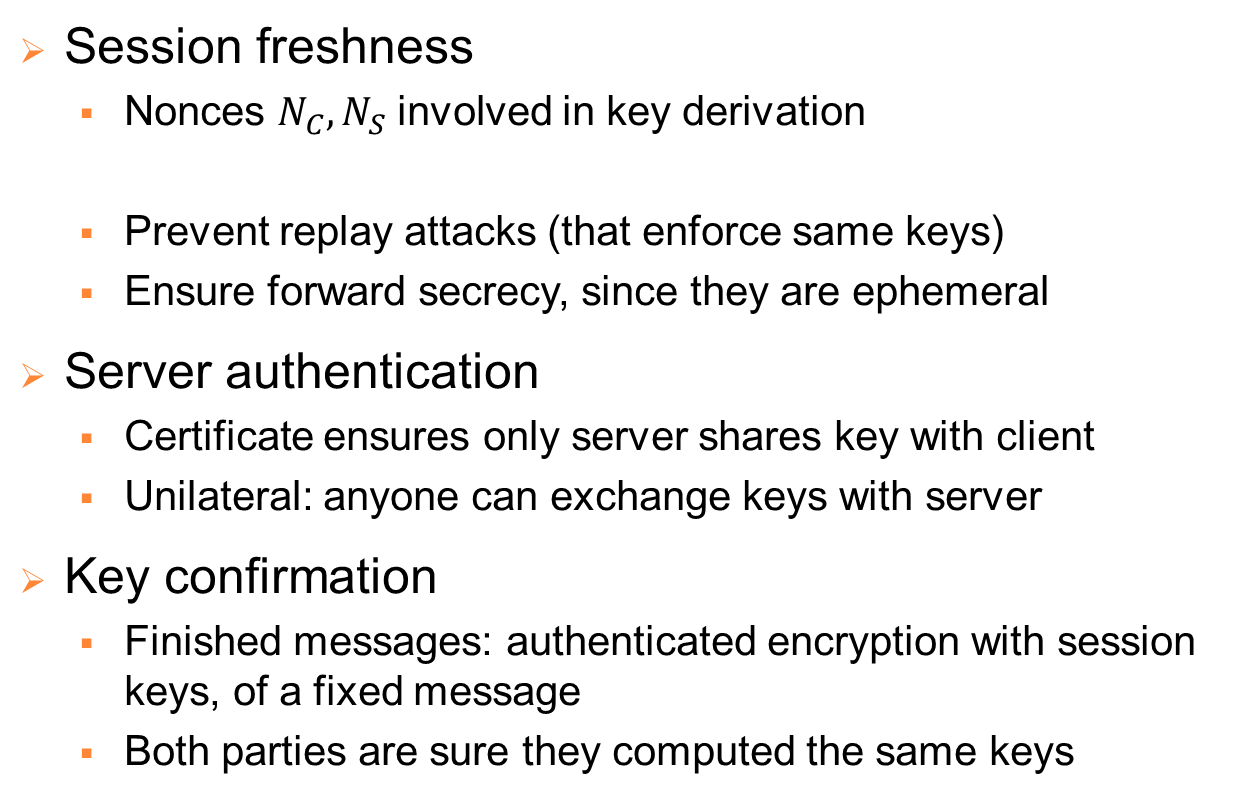 Session freshness
Nonces N_C, N_S involved in key derivation
Prevent replay attacks (that enforce same keys)
Ensure forward secrecy, since they are ephemeral
Server authentication
Certificate ensures only server shares key with client
Unilateral: anyone can exchange keys with server
Key confirmation
Finished messages: authenticated encryption with session
keys, of a fixed message
Both parties are sure they computed the same keys